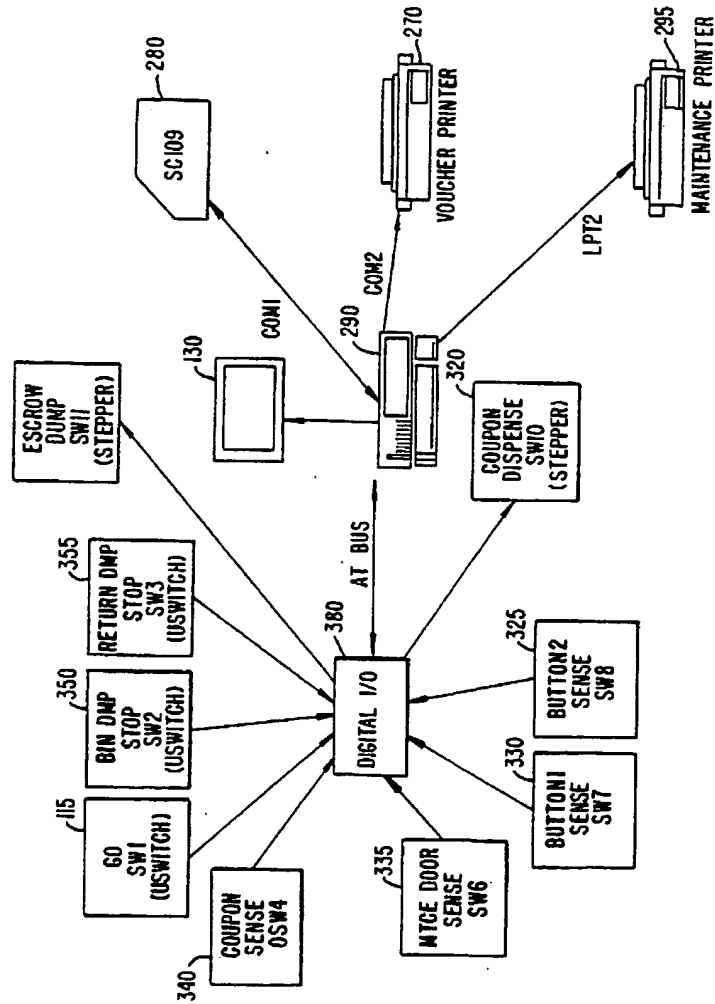 ESCROW
DUMP
SW11
(STEPPER)
355
RETURN DMP
STOP
SW3
(USWITCH)
350
BIN DMP
STOP
SW2
(USWITCH)
115
GO
SW1
(USWITCH)
340
COUPON
SENSE
OSW4
335
MTCE DOOR
SENSE
SW6
330
BUTTON1
SENSE
SW7
325
BUTTON2
SENSE
SW8
380
DIGITAL I/O
AT BUS
130
290
320
COUPON
DISPENSE
SW10
(STEPPER)
COM1
COM2
LPT2
280
SC109
270
VOUCHER PRINTER
295
MAINTENANCE PRINTER